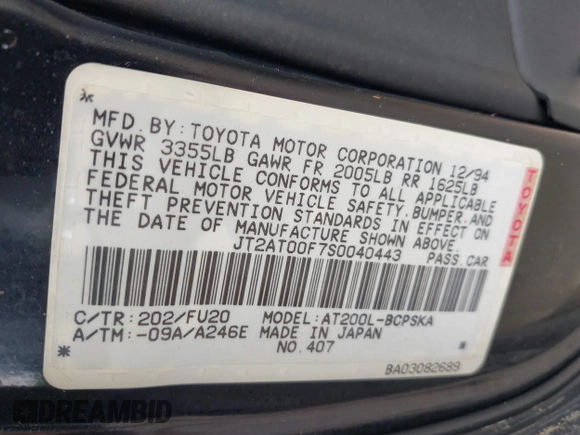 MFD. BY: TOYOTA MOTOR CORPORATION 12/94
GVWR 3355LB GAWR FR 2005LB RR 1625LB
THIS VEHICLE CONFORMS TO ALL APPLICABLE
FEDERAL MOTOR VEHICLE SAFETY, BUMPER, AND
THEFT PREVENTION STANDARDS IN EFFECT ON
THE DATE OF MANUFACTURE SHOWN ABOVE.
JT2AT00F7S0040443 PASS. CAR
TOYOTA
C/TR: 202/FU20 MODEL: AT200L-BCPSKA
A/TM: -09A/A246E MADE IN JAPAN
NO. 407
BA03082689
DREAMBID